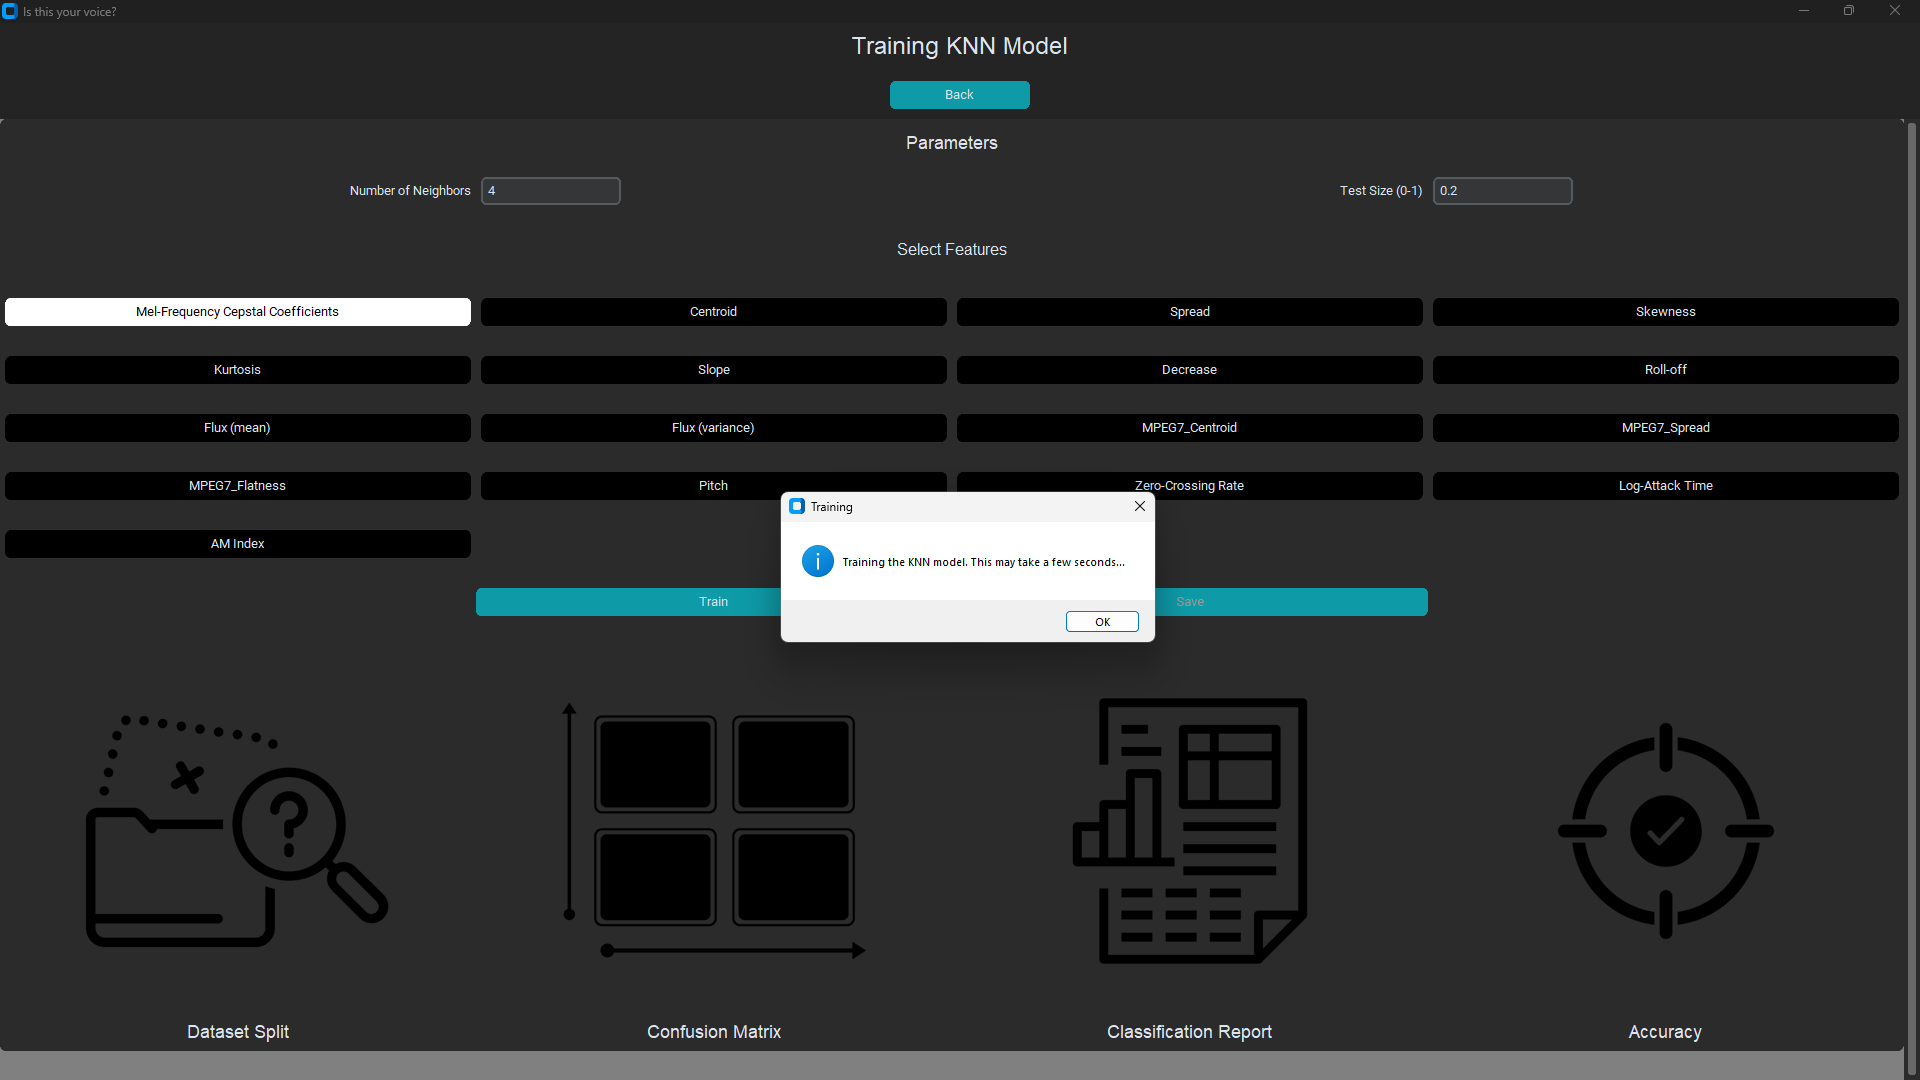 Is this your voice?
Training KNN Model
Back
Parameters
Number of Neighbors 4
Test Size (0-1) 0.2
Select Features
Mel-Frequency Cepstal Coefficients
Centroid
Spread
Skewness
Kurtosis
Slope
Decrease
Roll-off
Flux (mean)
Flux (variance)
MPEG7_Centroid
MPEG7_Spread
MPEG7_Flatness
Pitch
Zero-Crossing Rate
Log-Attack Time
AM Index
Training
Training the KNN model. This may take a few seconds...
OK
Train
Save
?
Dataset Split
Confusion Matrix
Classification Report
Accuracy